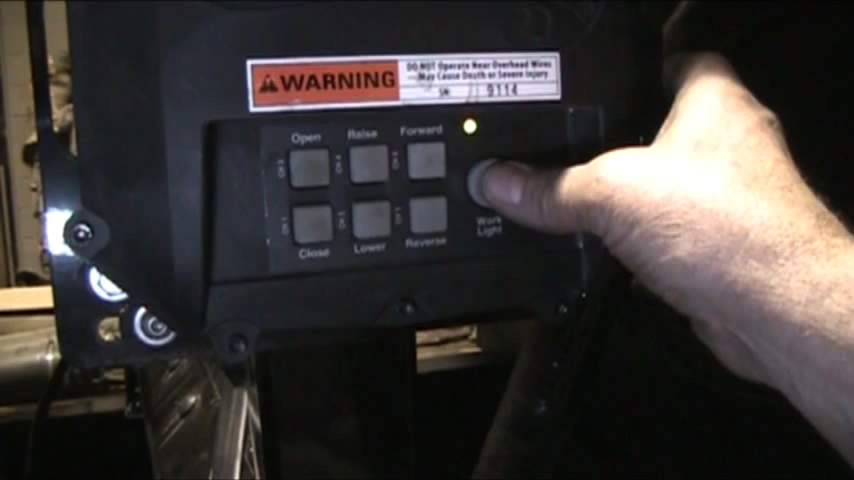 WARNING
DO NOT Operate Near Overhead Wires
May Cause Death or Severe Injury
SN: 9114
Open Raise Forward
Close Lower Reverse
Work
Light